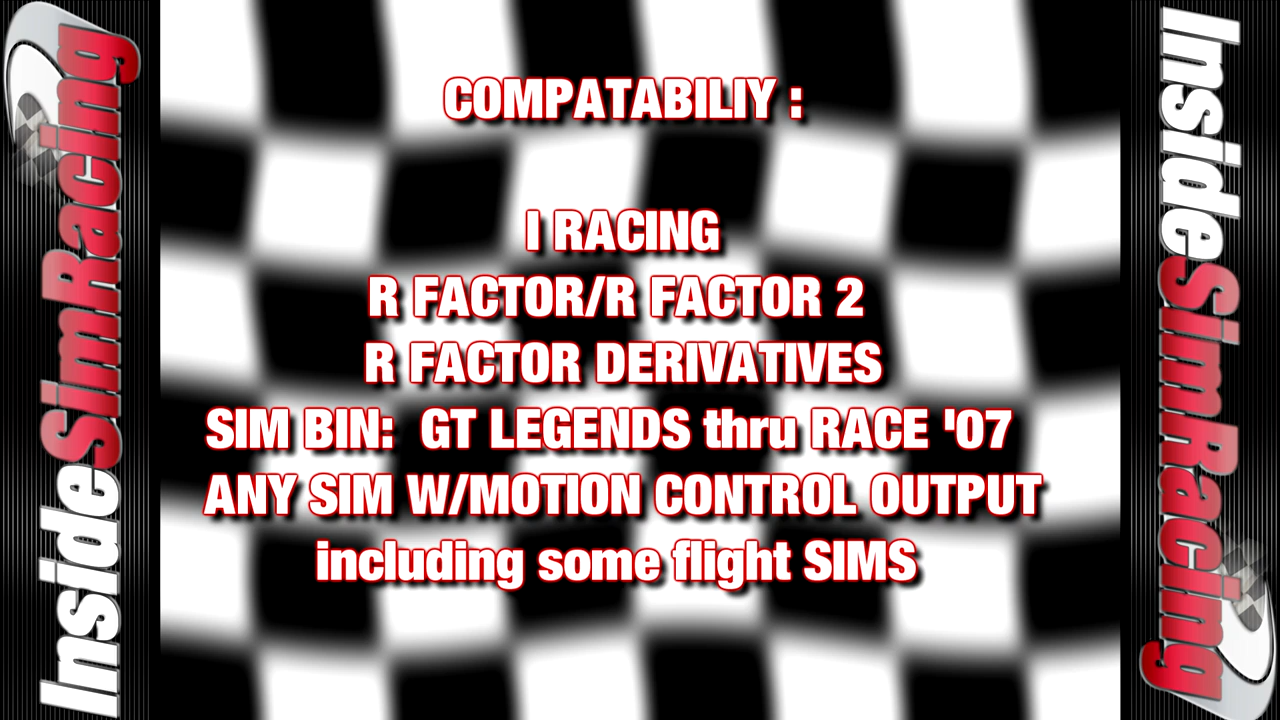 InsideSimRacing
COMPATABILIY :
I RACING
R FACTOR/R FACTOR 2
R FACTOR DERIVATIVES
SIM BIN: GT LEGENDS thru RACE '07
ANY SIM W/MOTION CONTROL OUTPUT
including some flight SIMS
InsideSimRacing